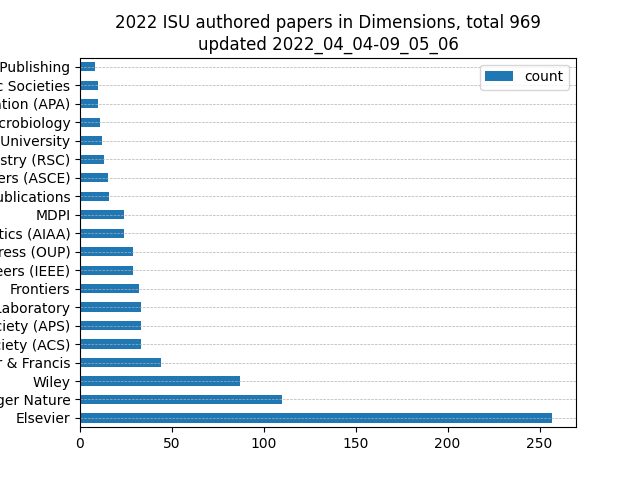 2022 ISU authored papers in Dimensions, total 969
updated 2022_04_04-09_05_06
count
Publishing
c Societies
ation (APA)
crobiology
University
stry (RSC)
ers (ASCE)
ublications
MDPI
tics (AIAA)
ress (OUP)
eers (IEEE)
Frontiers
Laboratory
ciety (APS)
ciety (ACS)
r & Francis
Wiley
ger Nature
Elsevier
0 50 100 150 200 250